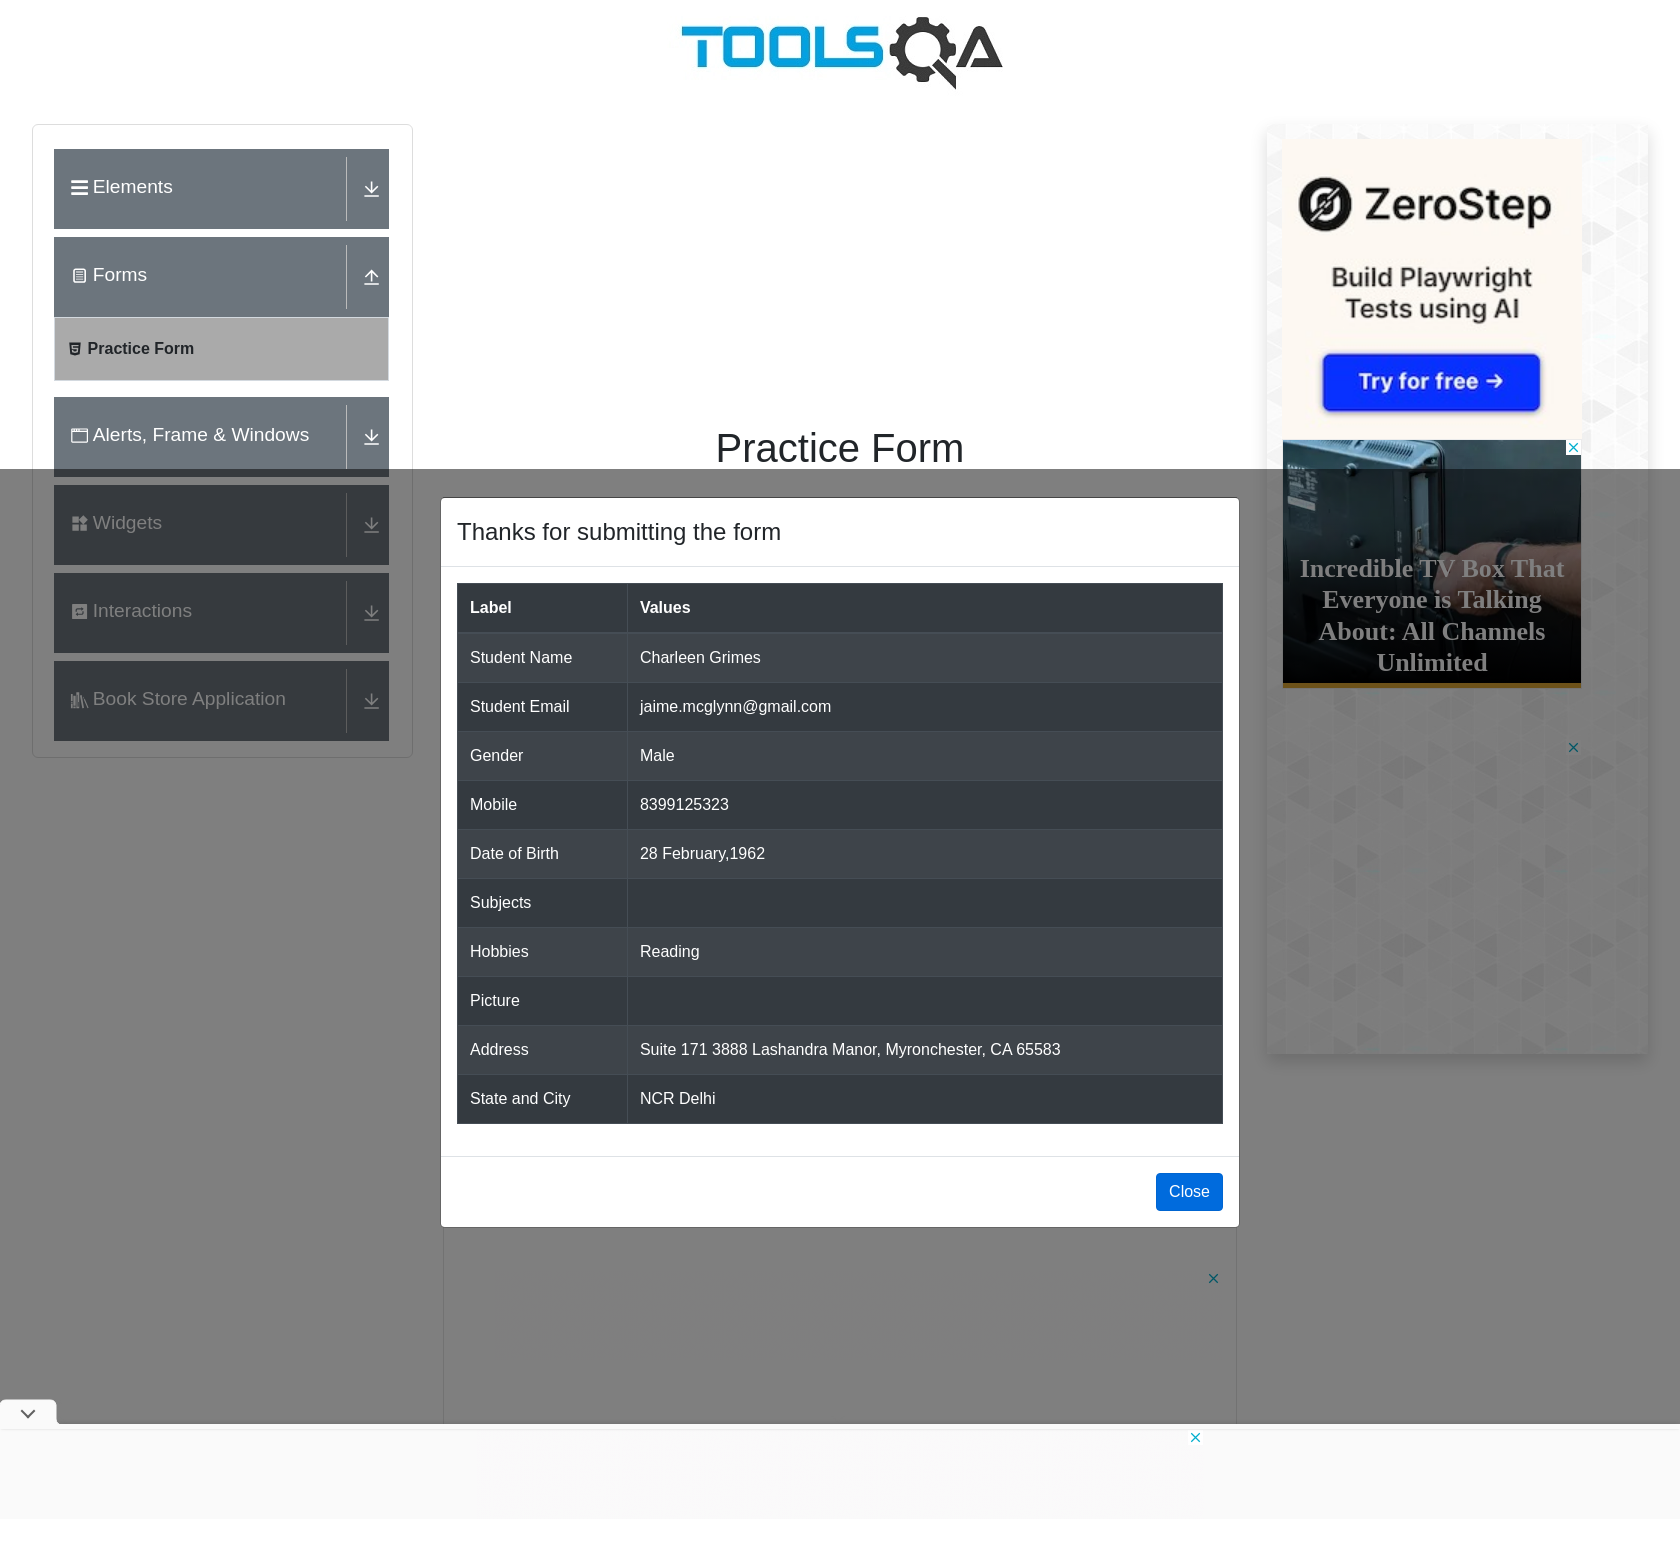 TOOLSQA
Elements
Forms
Practice Form
Alerts, Frame & Windows
Widgets
Interactions
Book Store Application
Practice Form
Thanks for submitting the form
Label Values
Student Name Charleen Grimes
Student Email jaime.mcglynn@gmail.com
Gender Male
Mobile 8399125323
Date of Birth 28 February,1962
Subjects
Hobbies Reading
Picture
Address Suite 171 3888 Lashandra Manor, Myronchester, CA 65583
State and City NCR Delhi
Close
ZeroStep
Build Playwright
Tests using AI
Try for free →
Incredible TV Box That
Everyone is Talking
About: All Channels
Unlimited